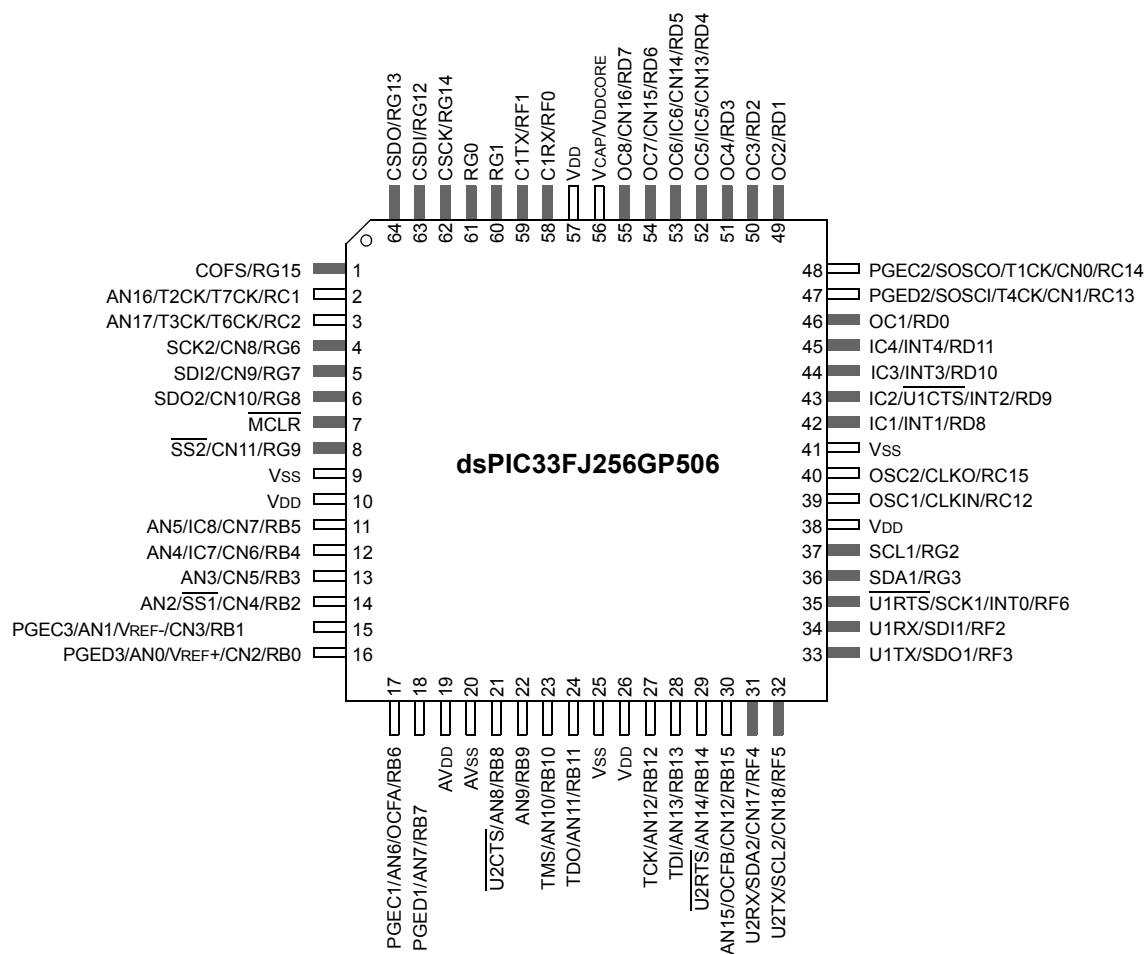 CSDO/RG13
CSDI/RG12
CSCK/RG14
RG0
RG1
C1TX/RF1
C1RX/RF0
VDD
VCAP/VDDCORE
OC8/CN16/RD7
OC7/CN15/RD6
OC6/IC6/CN14/RD5
OC5/IC5/CN13/RD4
OC4/RD3
OC3/RD2
OC2/RD1
64 63 62 61 60 59 58 57 56 55 54 53 52 51 50 49
COFS/RG15 1
AN16/T2CK/T7CK/RC1 2
AN17/T3CK/T6CK/RC2 3
SCK2/CN8/RG6 4
SDI2/CN9/RG7 5
SDO2/CN10/RG8 6
MCLR 7
SS2/CN11/RG9 8
VSS 9
VDD 10
AN5/IC8/CN7/RB5 11
AN4/IC7/CN6/RB4 12
AN3/CN5/RB3 13
AN2/SS1/CN4/RB2 14
PGEC3/AN1/VREF-/CN3/RB1 15
PGED3/AN0/VREF+/CN2/RB0 16
dsPIC33FJ256GP506
48 PGEC2/SOSCO/T1CK/CN0/RC14
47 PGED2/SOSCI/T4CK/CN1/RC13
46 OC1/RD0
45 IC4/INT4/RD11
44 IC3/INT3/RD10
43 IC2/U1CTS/INT2/RD9
42 IC1/INT1/RD8
41 VSS
40 OSC2/CLKO/RC15
39 OSC1/CLKIN/RC12
38 VDD
37 SCL1/RG2
36 SDA1/RG3
35 U1RTS/SCK1/INT0/RF6
34 U1RX/SDI1/RF2
33 U1TX/SDO1/RF3
17 18 19 20 21 22 23 24 25 26 27 28 29 30 31 32
PGEC1/AN6/OCFA/RB6
PGED1/AN7/RB7
AVDD
AVSS
U2CTS/AN8/RB8
AN9/RB9
TMS/AN10/RB10
TDO/AN11/RB11
VSS
VDD
TCK/AN12/RB12
TDI/AN13/RB13
U2RTS/AN14/RB14
AN15/OCFB/CN12/RB15
U2RX/SDA2/CN17/RF4
U2TX/SCL2/CN18/RF5